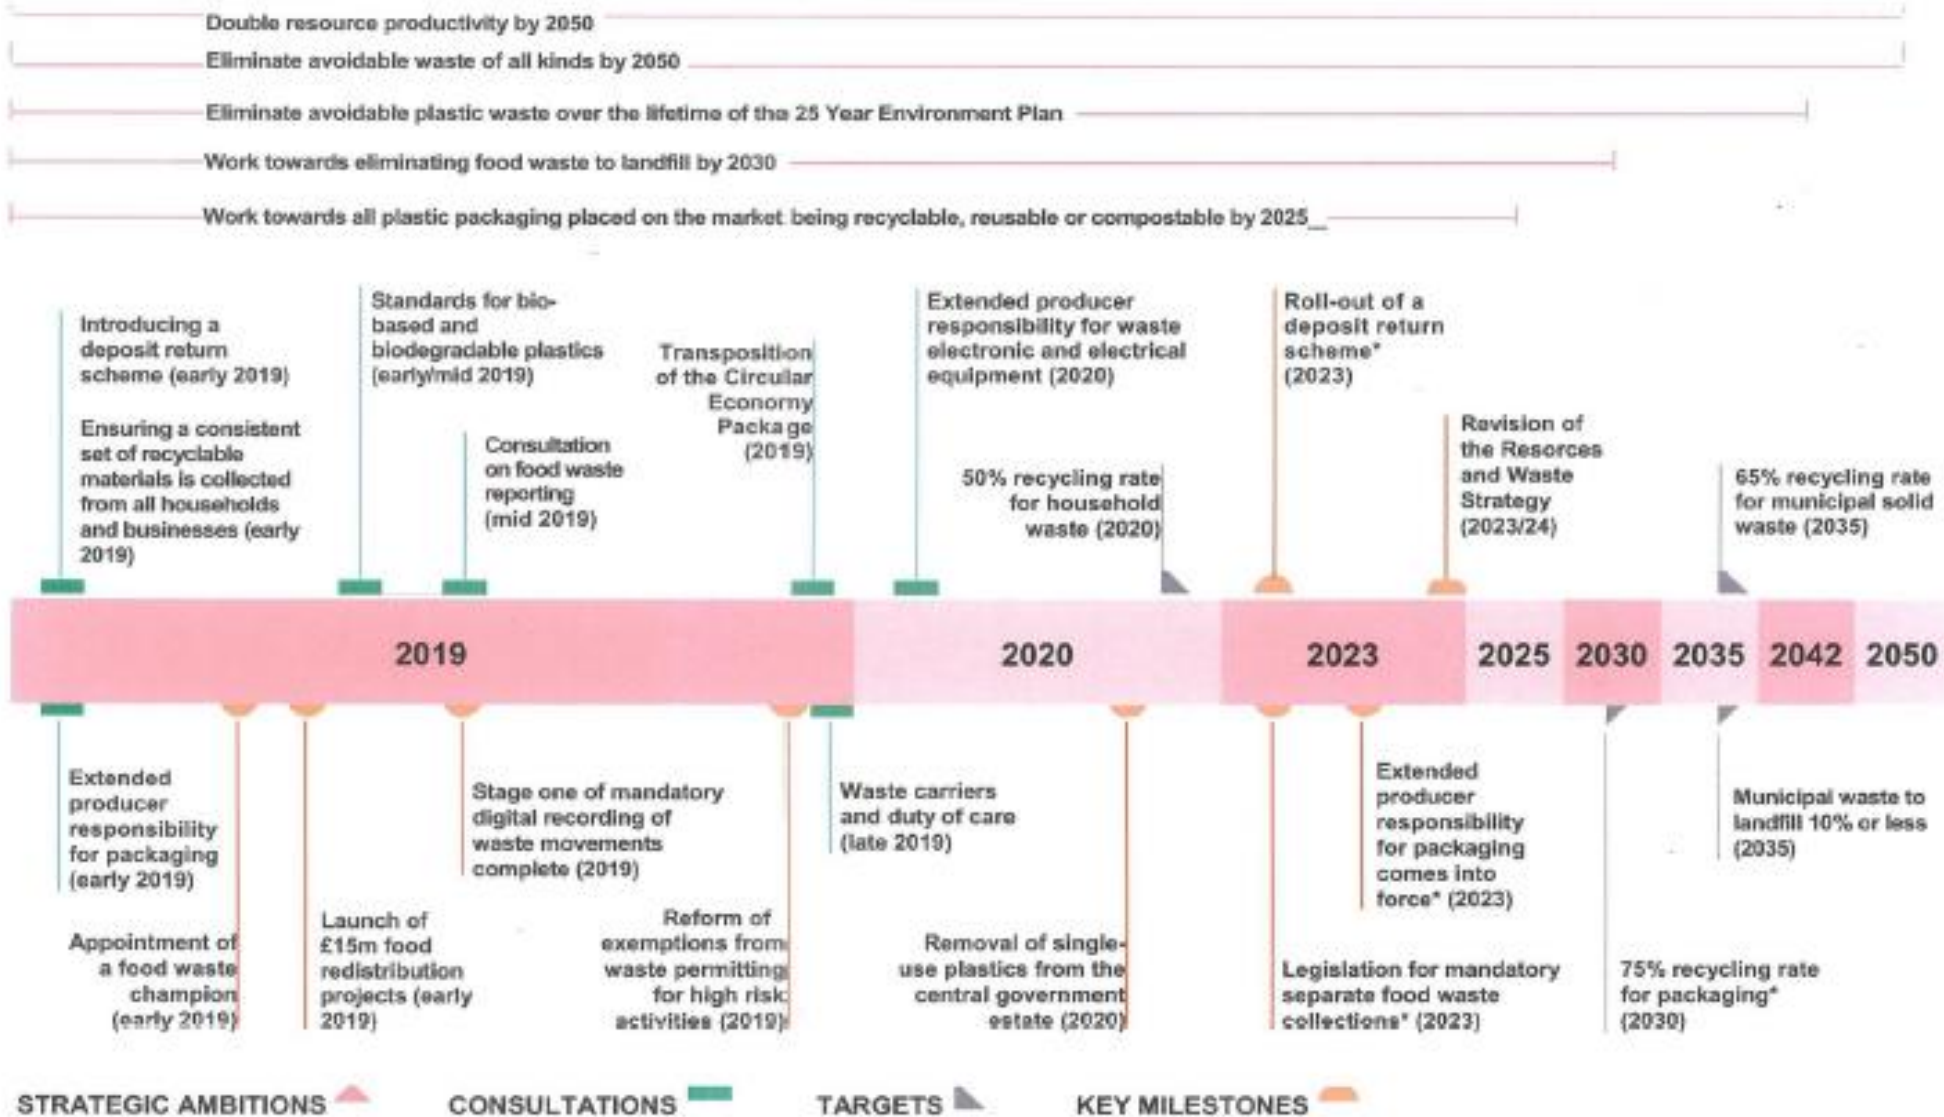 Double resource productivity by 2050
Eliminate avoidable waste of all kinds by 2050
Eliminate avoidable plastic waste over the lifetime of the 25 Year Environment Plan
Work towards eliminating food waste to landfill by 2030
Work towards all plastic packaging placed on the market being recyclable, reusable or compostable by 2025_
Introducing a
deposit return
scheme (early 2019)
Ensuring a consistent
set of recyclable
materials is collected
from all households
and businesses (early
2019)
Standards for bio-
based and
biodegradable plastics
(early/mid 2019)
Consultation
on food waste
reporting
(mid 2019)
Transposition
of the Circular
Economy
Package
(2019)
Extended producer
responsibility for waste
electronic and electrical
equipment (2020)
50% recycling rate
for household
waste (2020)
Roll-out of a
deposit return
scheme*
(2023)
Revision of
the Resorces
and Waste
Strategy
(2023/24)
65% recycling rate
for municipal solid
waste (2035)
2019 2020 2023 2025 2030 2035 2042 2050
Extended
producer
responsibility
for packaging
(early 2019)
Appointment of
a food waste
champion
(early 2019)
Launch of
£15m food
redistribution
projects (early
2019)
Stage one of mandatory
digital recording of
waste movements
complete (2019)
Reform of
exemptions from
waste permitting
for high risk
activities (2019)
Waste carriers
and duty of care
(late 2019)
Removal of single-
use plastics from the
central government
estate (2020)
Legislation for mandatory
separate food waste
collections* (2023)
Extended
producer
responsibility
for packaging
comes into
force* (2023)
75% recycling rate
for packaging*
(2030)
Municipal waste to
landfill 10% or less
(2035)
STRATEGIC AMBITIONS CONSULTATIONS TARGETS KEY MILESTONES